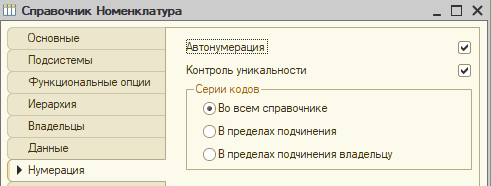 Справочник Номенклатура
Основные
Подсистемы
Функциональные опции
Иерархия
Владельцы
Данные
Нумерация
Автонумерация
Контроль уникальности
Серии кодов
Во всем справочнике
В пределах подчинения
В пределах подчинения владельцу